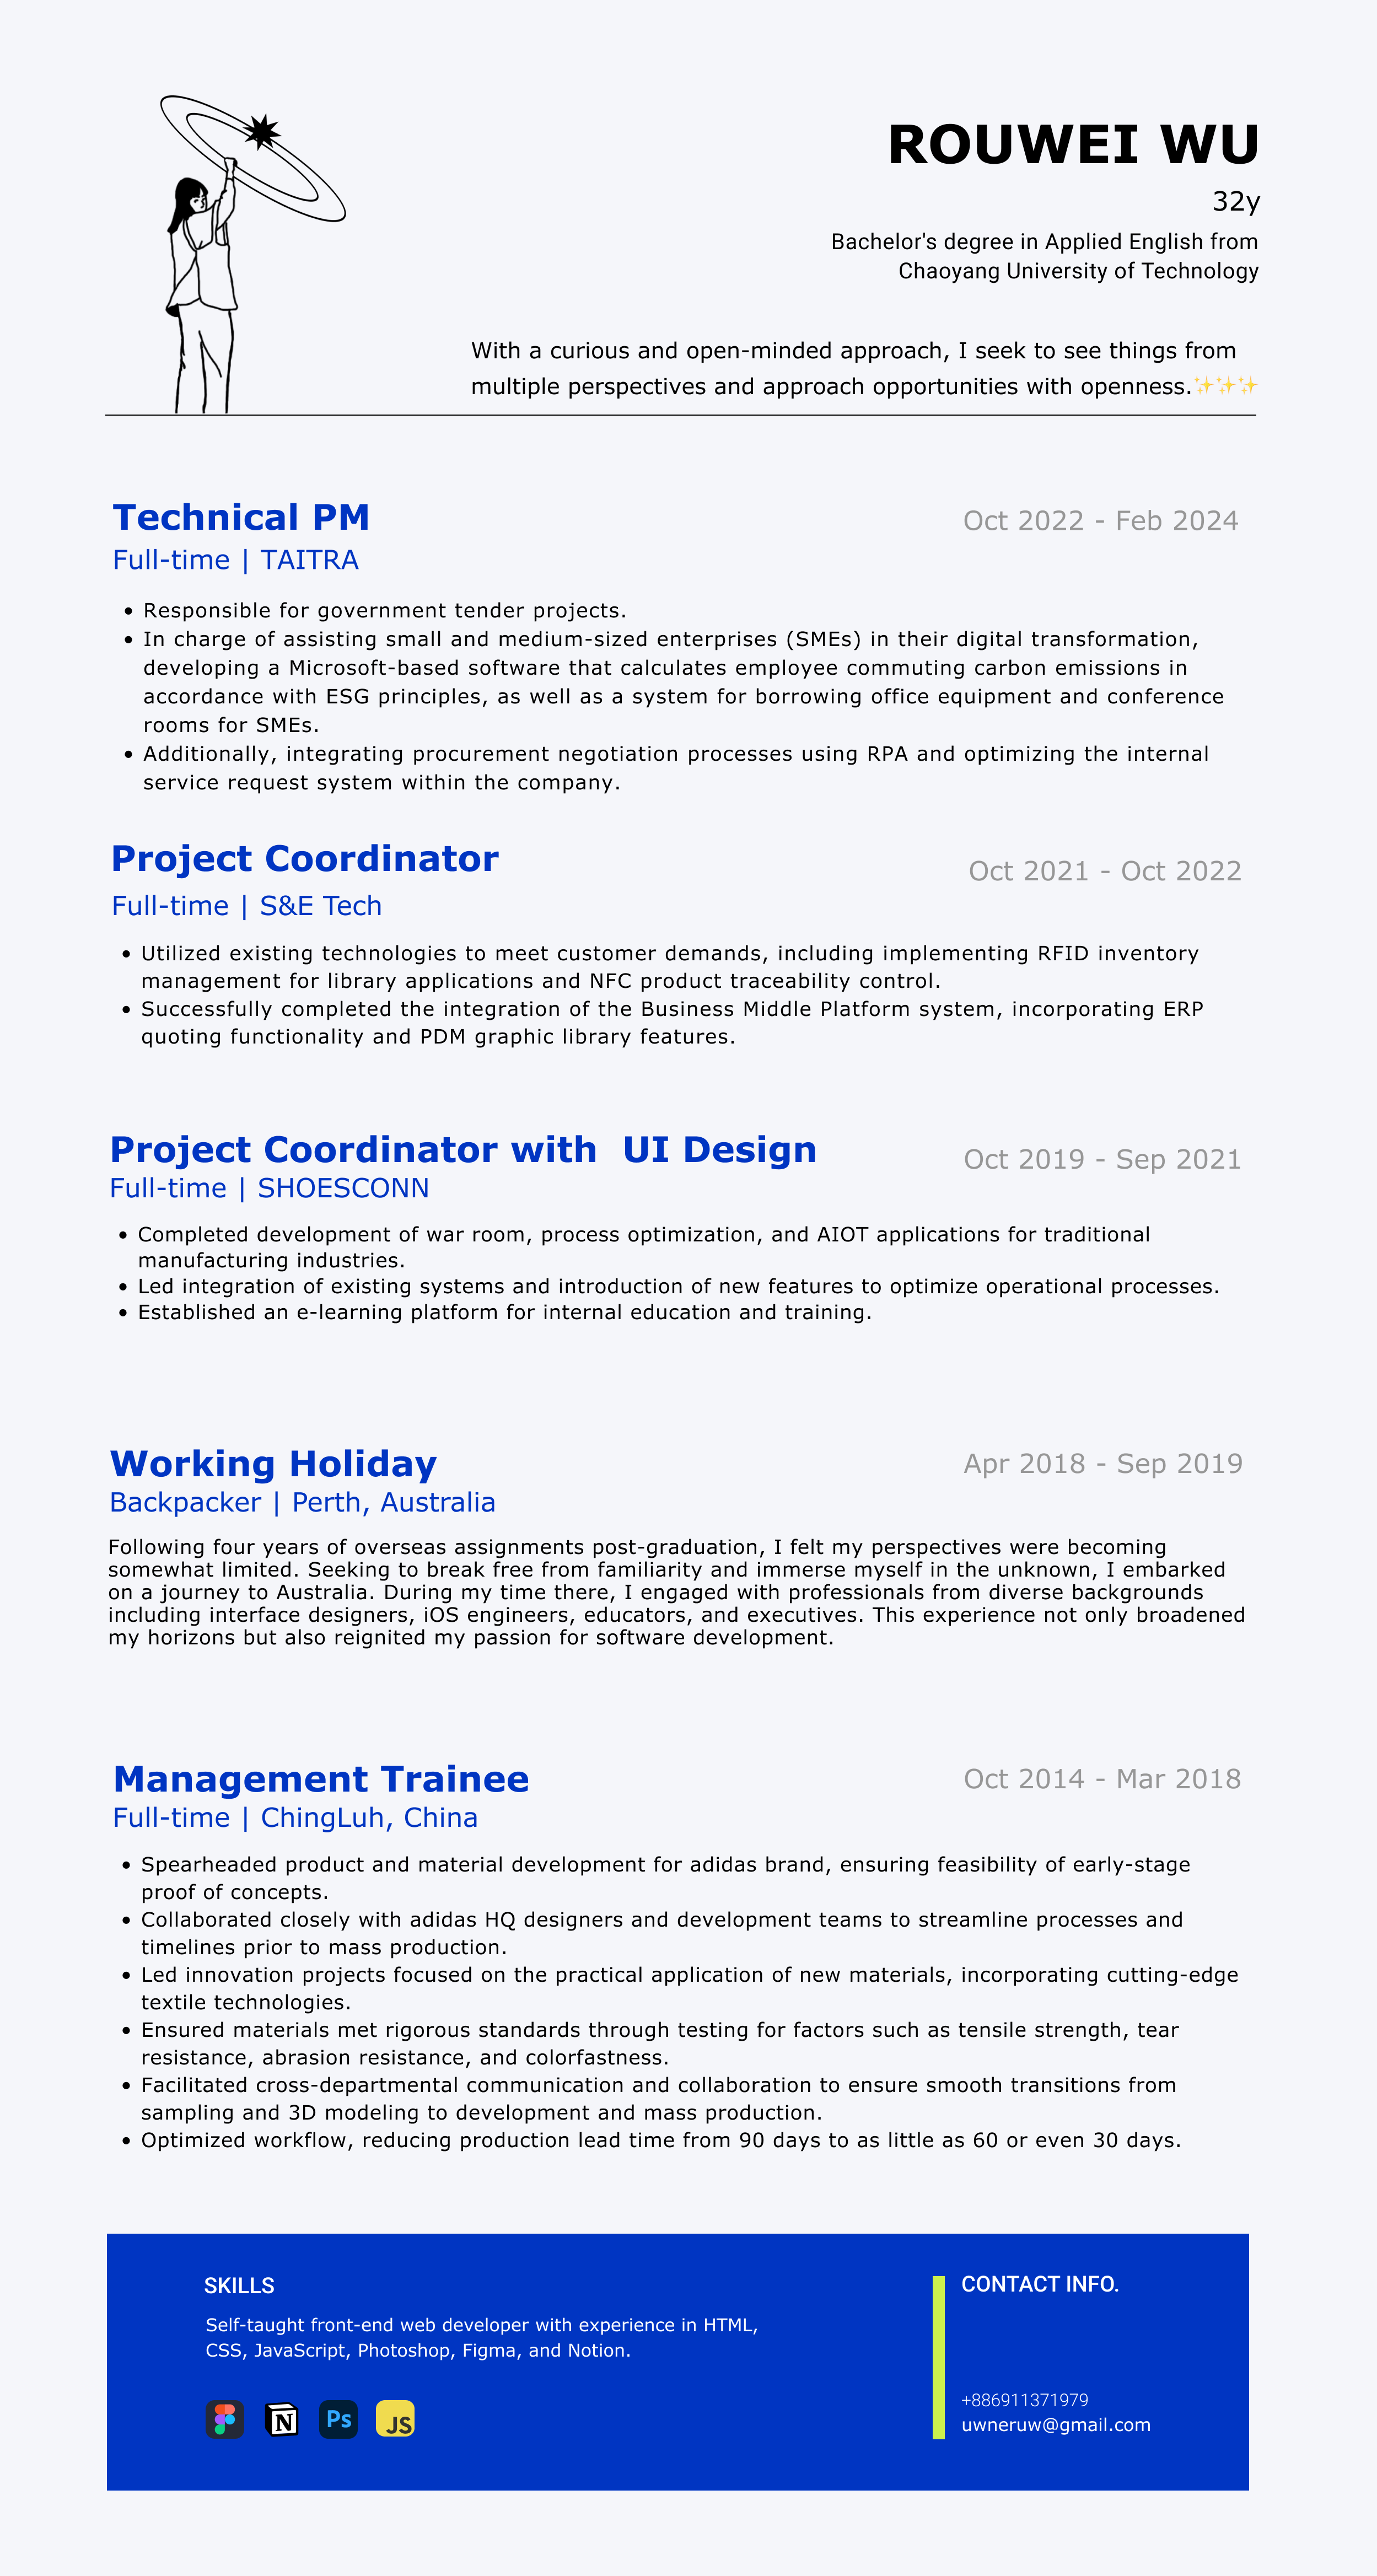 ROUWEI WU
32y
Bachelor's degree in Applied English from
Chaoyang University of Technology
With a curious and open-minded approach, I seek to see things from
multiple perspectives and approach opportunities with openness.✨✨✨
Technical PM
Oct 2022 - Feb 2024
Full-time | TAITRA
• Responsible for government tender projects.
• In charge of assisting small and medium-sized enterprises (SMEs) in their digital transformation,
developing a Microsoft-based software that calculates employee commuting carbon emissions in
accordance with ESG principles, as well as a system for borrowing office equipment and conference
rooms for SMEs.
• Additionally, integrating procurement negotiation processes using RPA and optimizing the internal
service request system within the company.
Project Coordinator
Oct 2021 - Oct 2022
Full-time | S&E Tech
• Utilized existing technologies to meet customer demands, including implementing RFID inventory
management for library applications and NFC product traceability control.
• Successfully completed the integration of the Business Middle Platform system, incorporating ERP
quoting functionality and PDM graphic library features.
Project Coordinator with  UI Design
Oct 2019 - Sep 2021
Full-time | SHOESCONN
• Completed development of war room, process optimization, and AIOT applications for traditional
manufacturing industries.
• Led integration of existing systems and introduction of new features to optimize operational processes.
• Established an e-learning platform for internal education and training.
Working Holiday
Apr 2018 - Sep 2019
Backpacker | Perth, Australia
Following four years of overseas assignments post-graduation, I felt my perspectives were becoming
somewhat limited. Seeking to break free from familiarity and immerse myself in the unknown, I embarked
on a journey to Australia. During my time there, I engaged with professionals from diverse backgrounds
including interface designers, iOS engineers, educators, and executives. This experience not only broadened
my horizons but also reignited my passion for software development.
Management Trainee
Oct 2014 - Mar 2018
Full-time | ChingLuh, China
• Spearheaded product and material development for adidas brand, ensuring feasibility of early-stage
proof of concepts.
• Collaborated closely with adidas HQ designers and development teams to streamline processes and
timelines prior to mass production.
• Led innovation projects focused on the practical application of new materials, incorporating cutting-edge
textile technologies.
• Ensured materials met rigorous standards through testing for factors such as tensile strength, tear
resistance, abrasion resistance, and colorfastness.
• Facilitated cross-departmental communication and collaboration to ensure smooth transitions from
sampling and 3D modeling to development and mass production.
• Optimized workflow, reducing production lead time from 90 days to as little as 60 or even 30 days.
SKILLS
Self-taught front-end web developer with experience in HTML,
CSS, JavaScript, Photoshop, Figma, and Notion.
N
Ps
JS
CONTACT INFO.
+886911371979
uwneruw@gmail.com